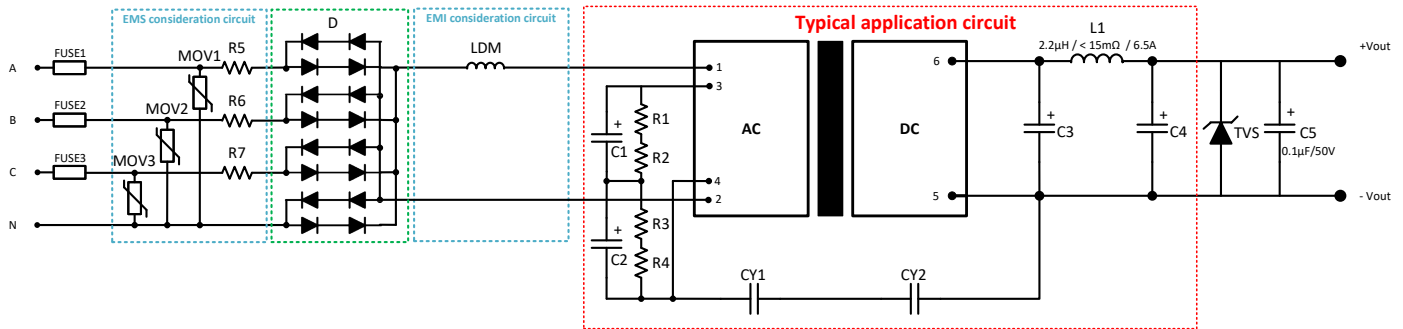 EMS consideration circuit
D
EMI consideration circuit
Typical application circuit
L1
2.2µH / < 15mΩ / 6.5A
FUSE1
MOV1
R5
LDM
A
1
6
+Vout
3
FUSE2
MOV2
R6
B
R1
C1
+
R2
AC
DC
C3
+
C4
+
TVS
C5
+
0.1µF/50V
FUSE3
MOV3
R7
C
4
2
5
- Vout
N
R3
C2
+
R4
CY1
CY2